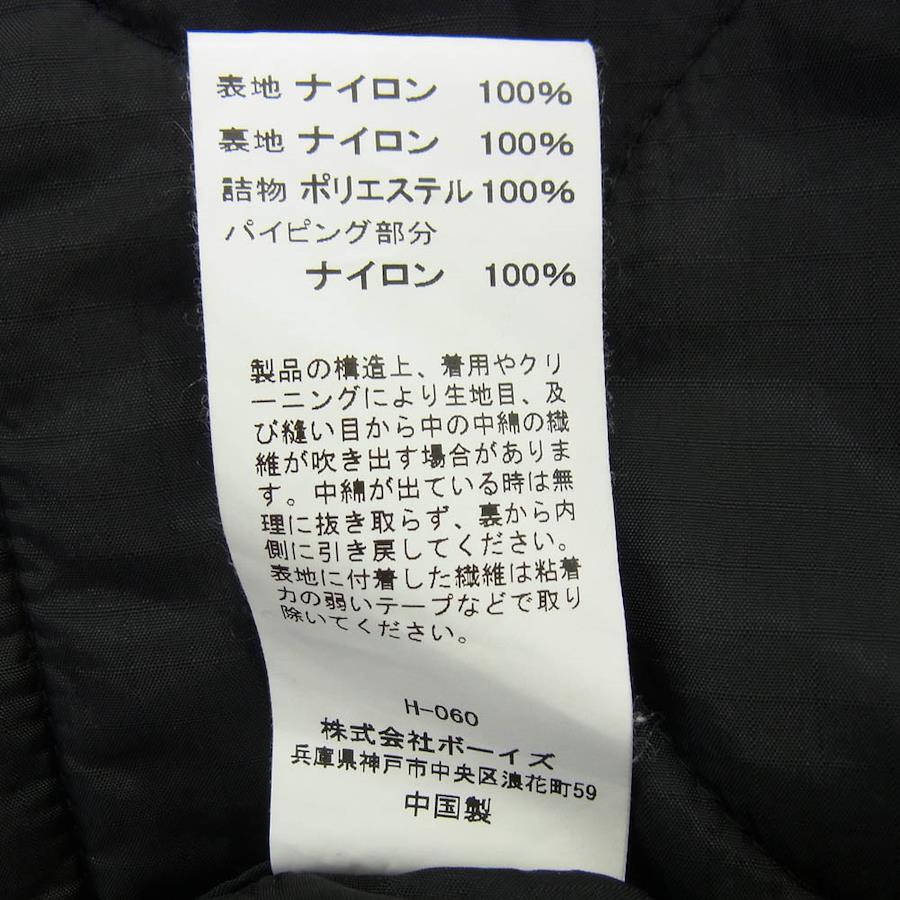 表地 ナイロン 100%
裏地 ナイロン 100%
詰物 ポリエステル 100%
パイピング部分
ナイロン 100%
製品の構造上、着用やクリ
ーニングにより生地目、及
び縫い目から中の中綿の繊
維が吹き出す場合がありま
す。中綿が出ている時は無
理に抜き取らず、裏から内
側に引き戻してください。
表地に付着した繊維は粘着
力の弱いテープなどで取り
除いてください。
H-060
株式会社ボーイズ
兵庫県神戸市中央区浪花町59
中国製